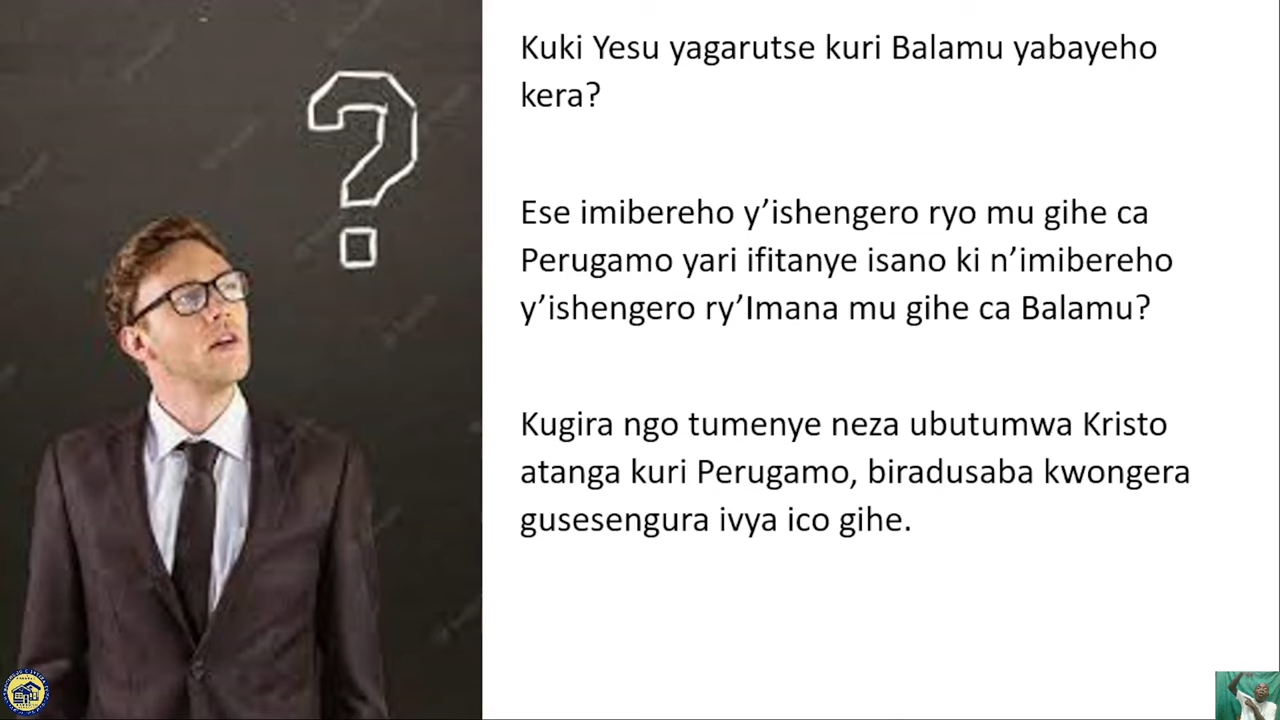 ?
Kuki Yesu yagarutse kuri Balamu yabayeho
kera?
Ese imibereho y’ishengero ryo mu gihe ca
Perugamo yari ifitanye isano ki n’imibereho
y’ishengero ry’Imana mu gihe ca Balamu?
Kugira ngo tumenye neza ubutumwa Kristo
atanga kuri Perugamo, biradusaba kwongera
gusesengura ivya ico gihe.